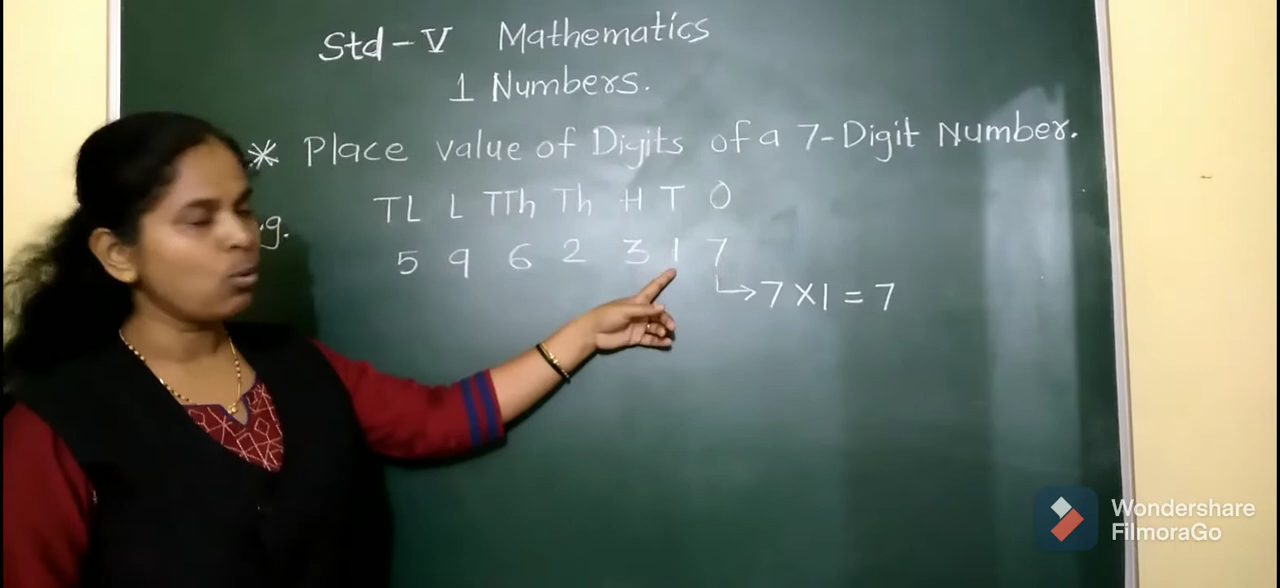 Std - V Mathematics
1 Numbers.
* Place value of Digits of a 7-Digit Number.
.g. TL L TTh Th H T O
5 9 6 2 3 1 7
→ 7 X 1 = 7
Wondershare
FilmoraGo